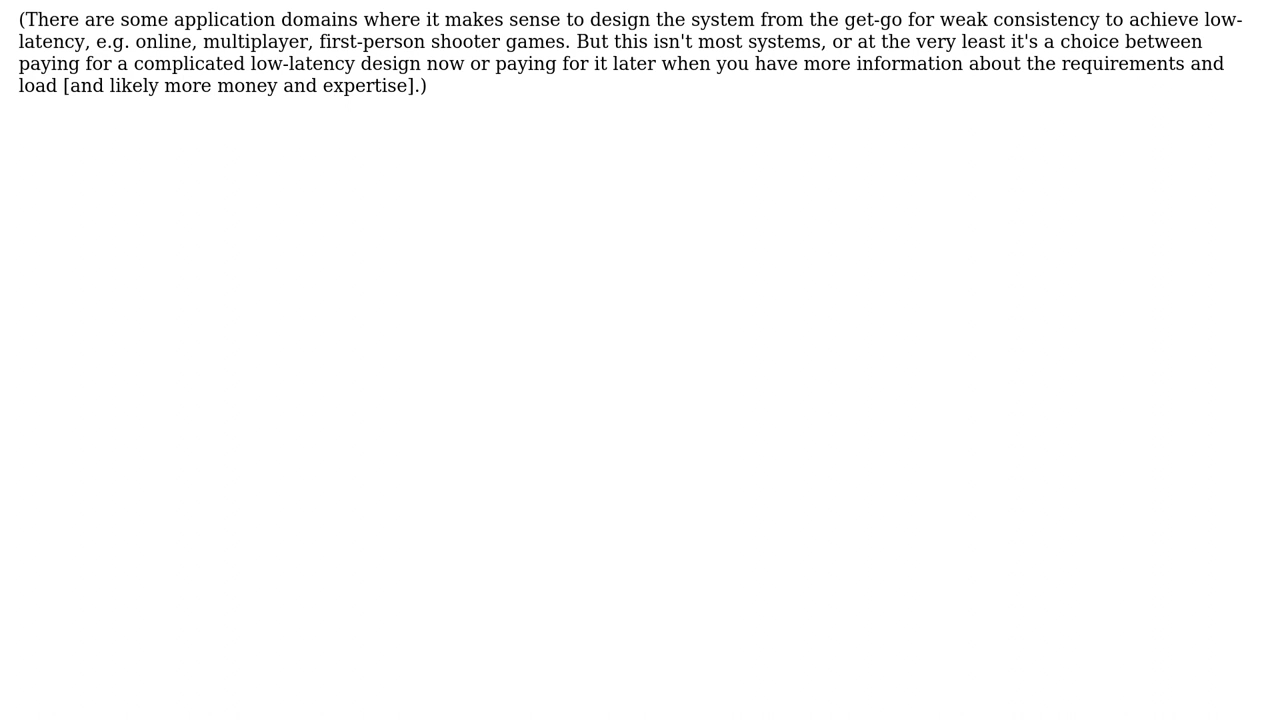 (There are some application domains where it makes sense to design the system from the get-go for weak consistency to achieve low-
latency, e.g. online, multiplayer, first-person shooter games. But this isn't most systems, or at the very least it's a choice between
paying for a complicated low-latency design now or paying for it later when you have more information about the requirements and
load [and likely more money and expertise].)